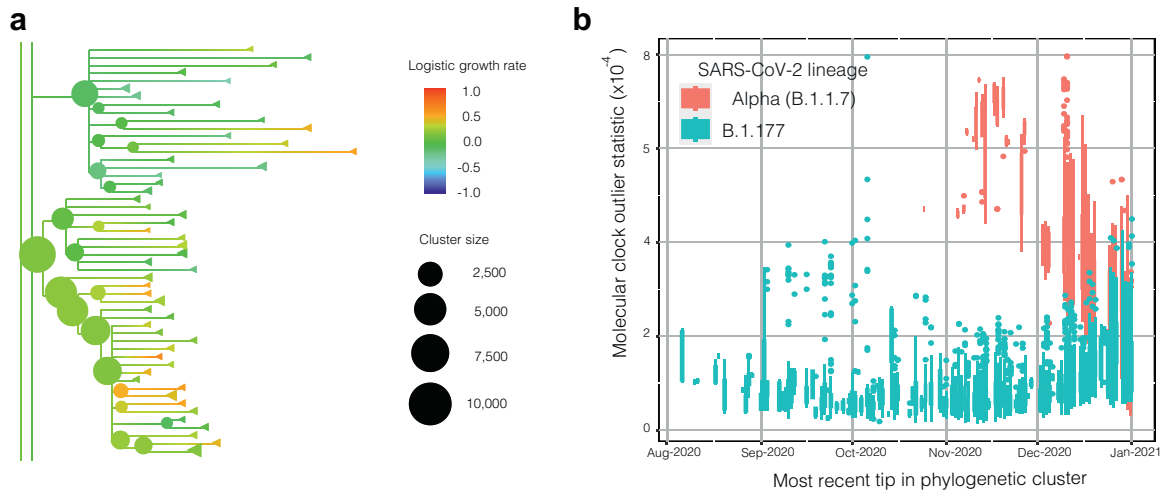 a
Logistic growth rate
1.0
0.5
0.0
-0.5
-1.0
Cluster size
2,500
5,000
7,500
10,000
b
Molecular clock outlier statistic (x10⁻⁴)
8
6
4
2
0
SARS-CoV-2 lineage
Alpha (B.1.1.7)
B.1.177
Aug-2020
Sep-2020
Oct-2020
Nov-2020
Dec-2020
Jan-2021
Most recent tip in phylogenetic cluster